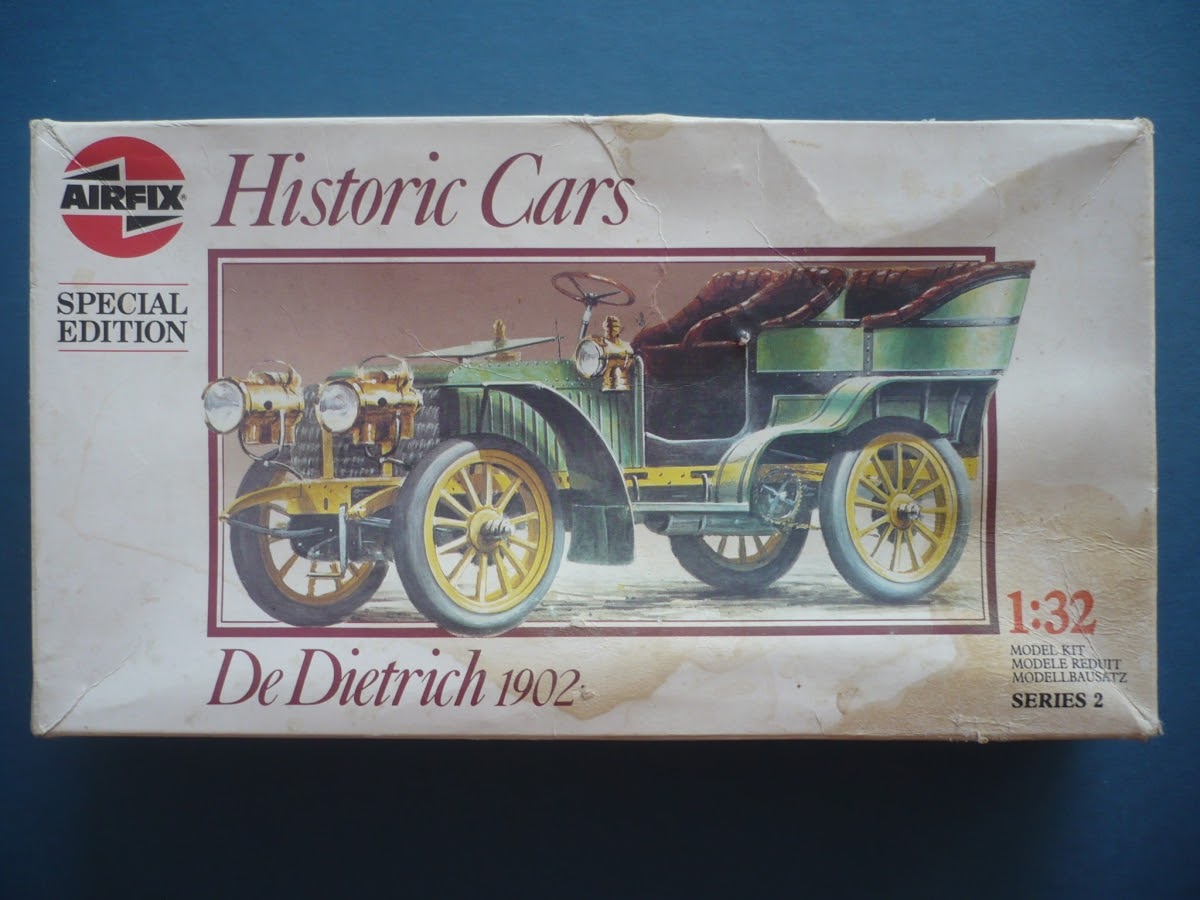 AIRFIX®
Historic Cars
SPECIAL
EDITION
1:32
MODEL KIT
MODELE REDUIT
MODELLBAUSATZ
SERIES 2
De Dietrich 1902